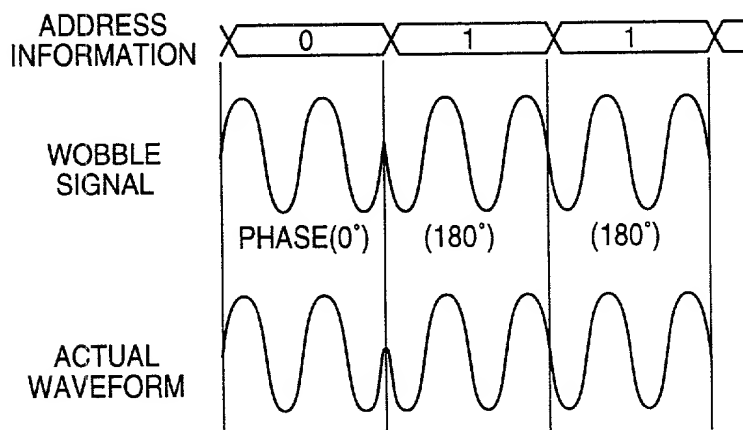 ADDRESS
INFORMATION
0 1 1
WOBBLE
SIGNAL
PHASE(0°) (180°) (180°)
ACTUAL
WAVEFORM